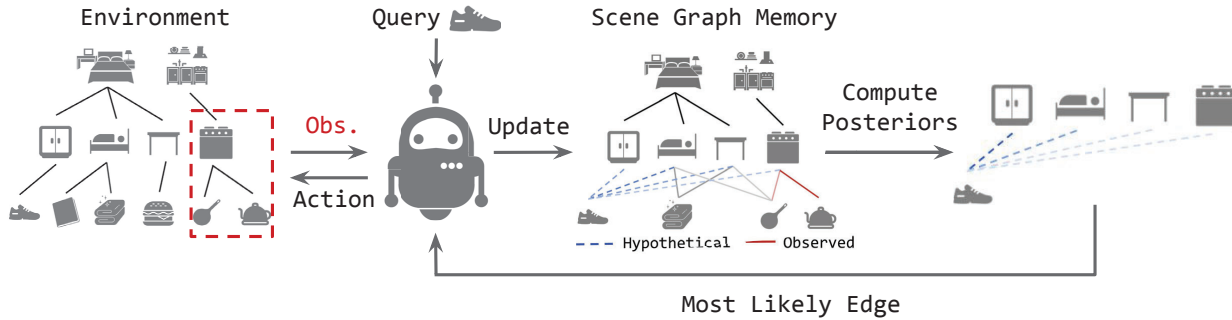 Environment
Query
Scene Graph Memory
Obs.
Action
Update
Compute
Posteriors
Hypothetical
Observed
Most Likely Edge